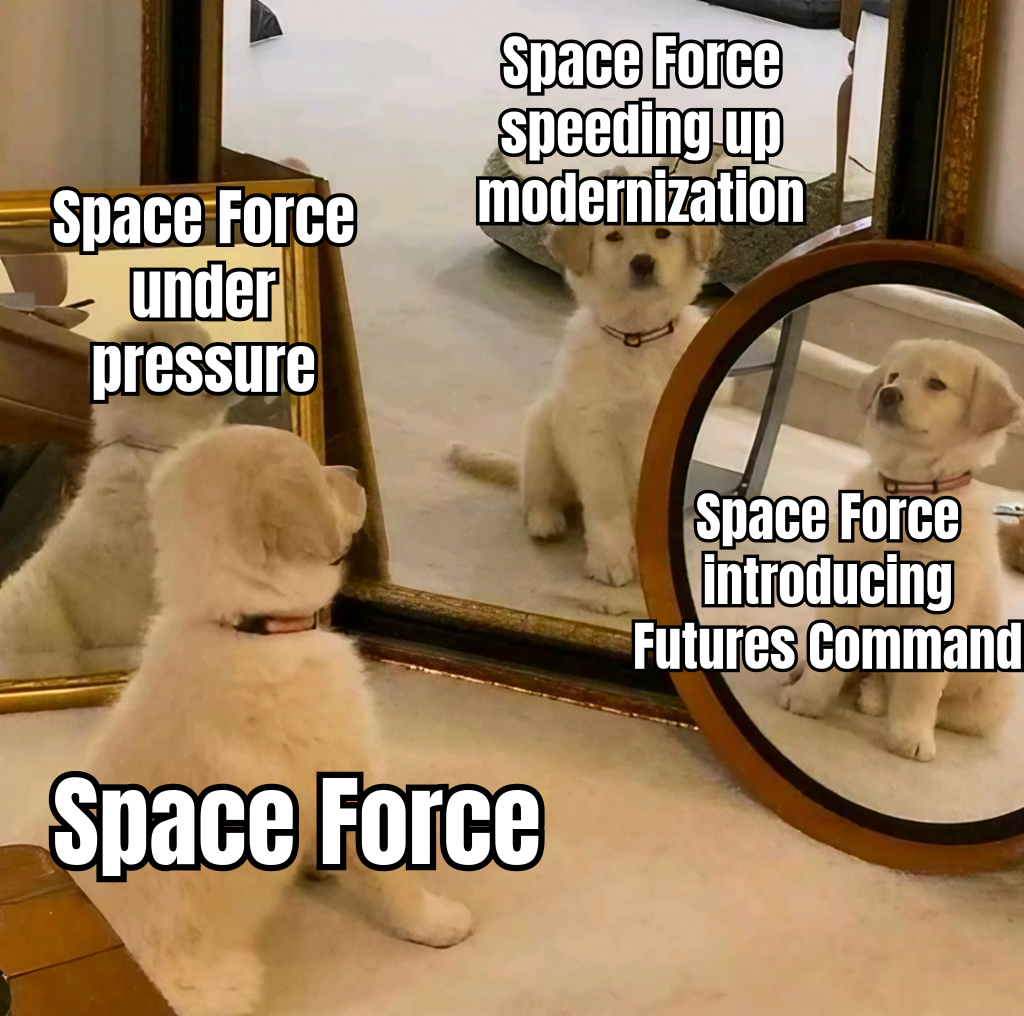 Space Force
speeding up
modernization
Space Force
under
pressure
Space Force
introducing
Futures Command
Space Force